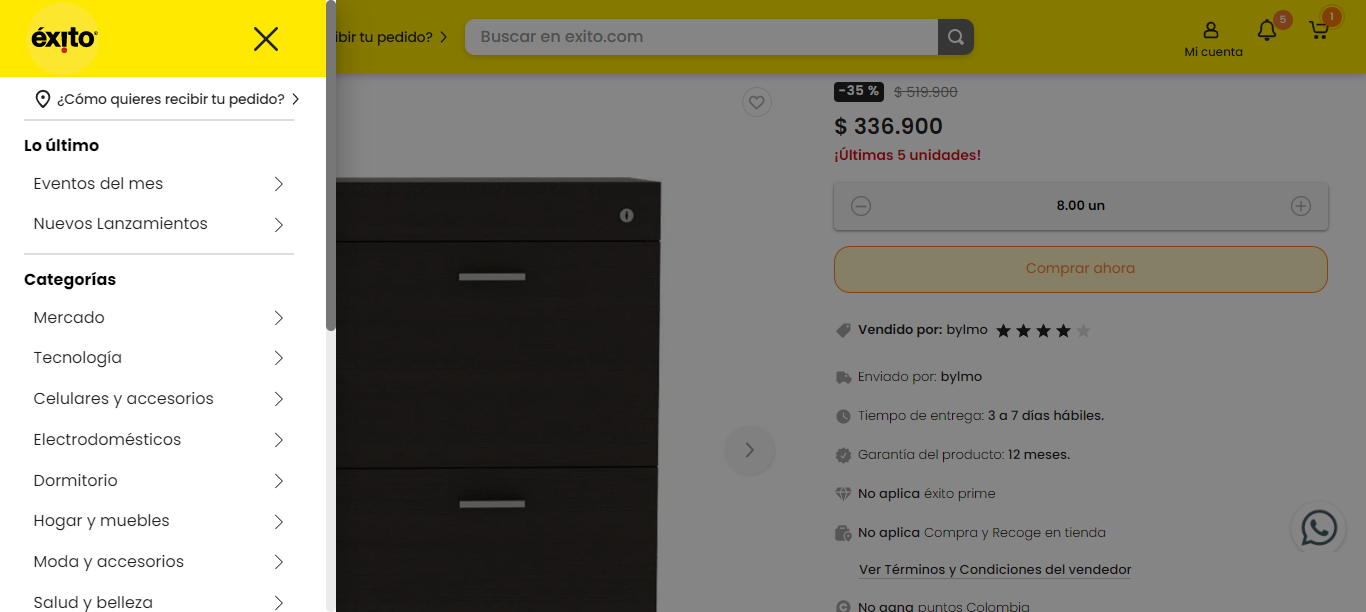 éxito
¿Cómo quieres recibir tu pedido?
Lo último
Eventos del mes
Nuevos Lanzamientos
Categorías
Mercado
Tecnología
Celulares y accesorios
Electrodomésticos
Dormitorio
Hogar y muebles
Moda y accesorios
Salud y belleza
ibir tu pedido?
Buscar en exito.com
Mi cuenta
5
1
-35 % $ 519.900
$ 336.900
¡Últimas 5 unidades!
8.00 un
Comprar ahora
Vendido por: bylmo
Enviado por: bylmo
Tiempo de entrega: 3 a 7 días hábiles.
Garantía del producto: 12 meses.
No aplica éxito prime
No aplica Compra y Recoge en tienda
Ver Términos y Condiciones del vendedor
No gana puntos Colombia